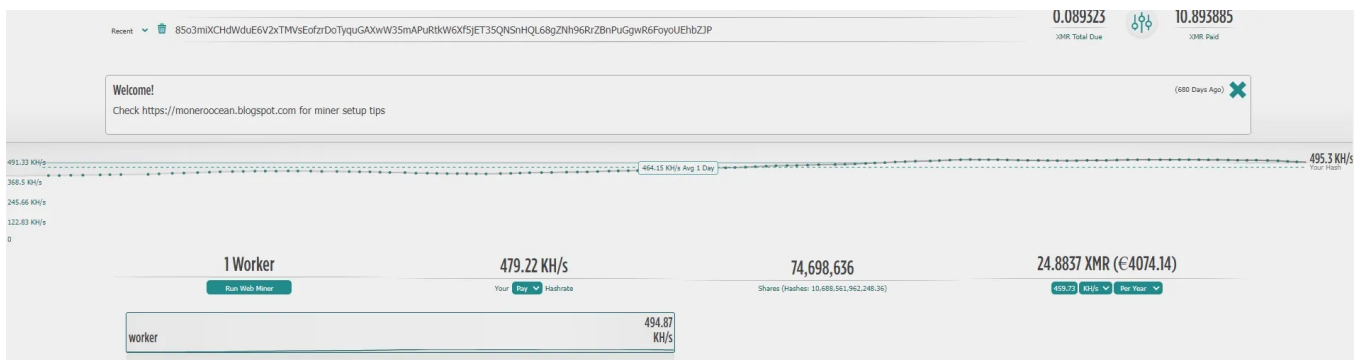 0.089323
XMR Total Due
10.893885
XMR Paid
Recent 85o3miXCHdWduE6V2xTMVsEofzrDoTyquGAXwW35mAPuRtkW6Xf5jET35QNSnHQL68gZNh96RrZBnPuGgwR6FoyoUEhbZJP
Welcome!
(680 Days Ago)
Check https://moneroocean.blogspot.com for miner setup tips
491.33 KH/s
368.5 KH/s
245.66 KH/s
122.83 KH/s
0
464.15 KH/s Avg 1 Day
495.3 KH/s
Your Hash
1 Worker
Run Web Miner
479.22 KH/s
Your Pay Hashrate
74,698,636
Shares (Hashes: 10,688,561,962,248.36)
24.8837 XMR (€4074.14)
459.73 KH/s Per Year
worker
494.87
KH/s